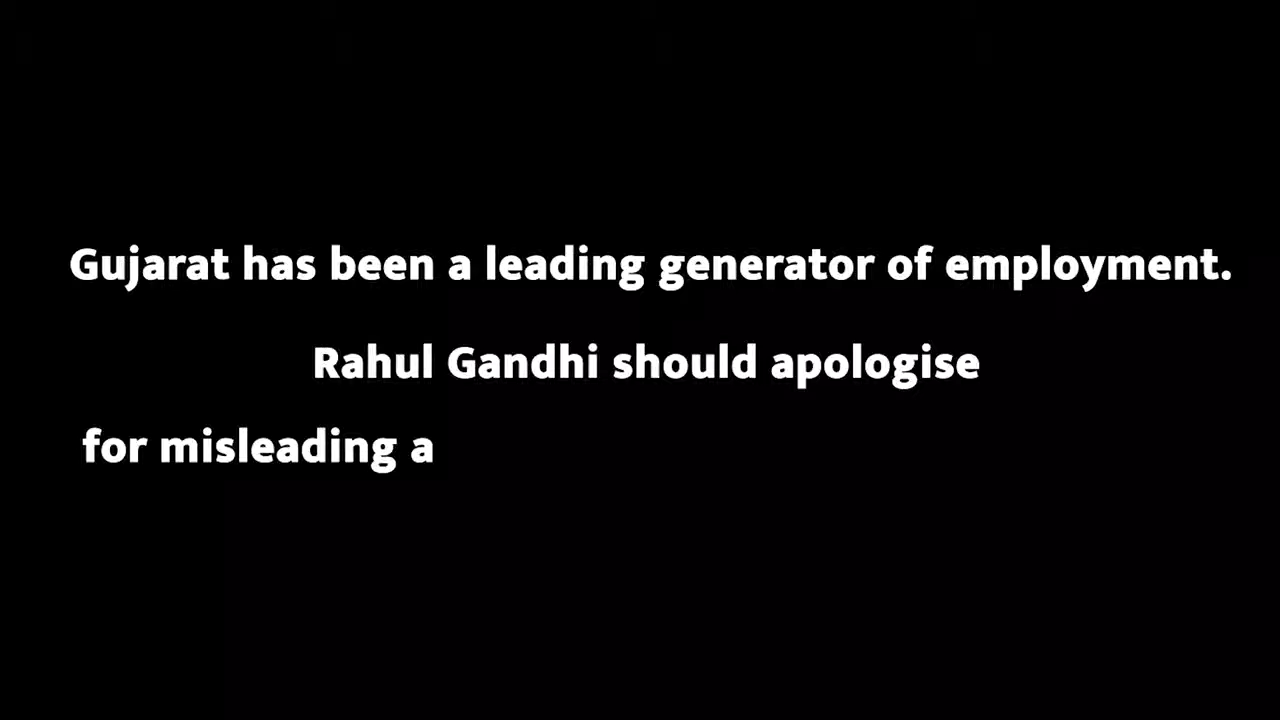 Gujarat has been a leading generator of employment.
Rahul Gandhi should apologise
for misleading a